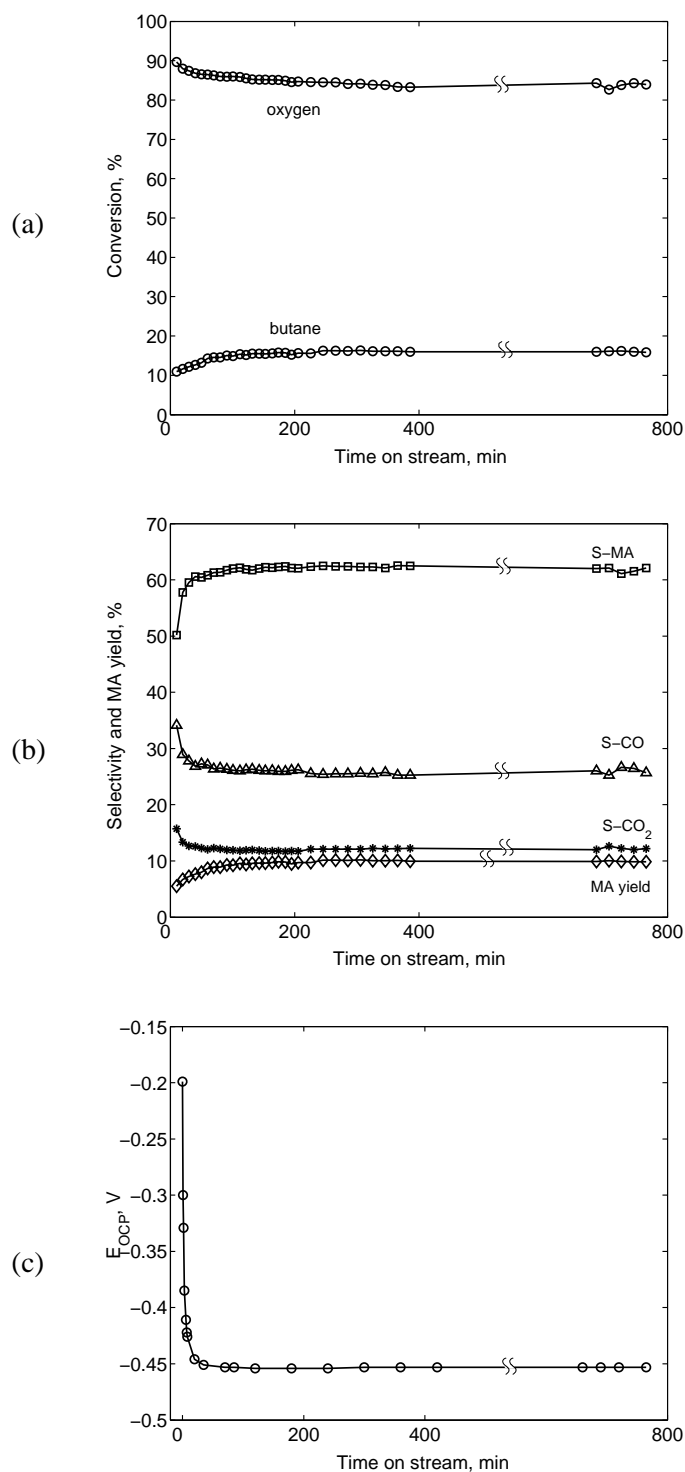 (a)
100
90
80
70
60
50
40
30
20
10
0
Conversion, %
oxygen
butane
0 200 400 800
Time on stream, min
(b)
70
60
50
40
30
20
10
0
Selectivity and MA yield, %
S−MA
S−CO
S−CO2
MA yield
0 200 400 800
Time on stream, min
(c)
−0.15
−0.2
−0.3
−0.35
−0.4
−0.45
−0.5
EOCP, V
0 200 400 800
Time on stream, min